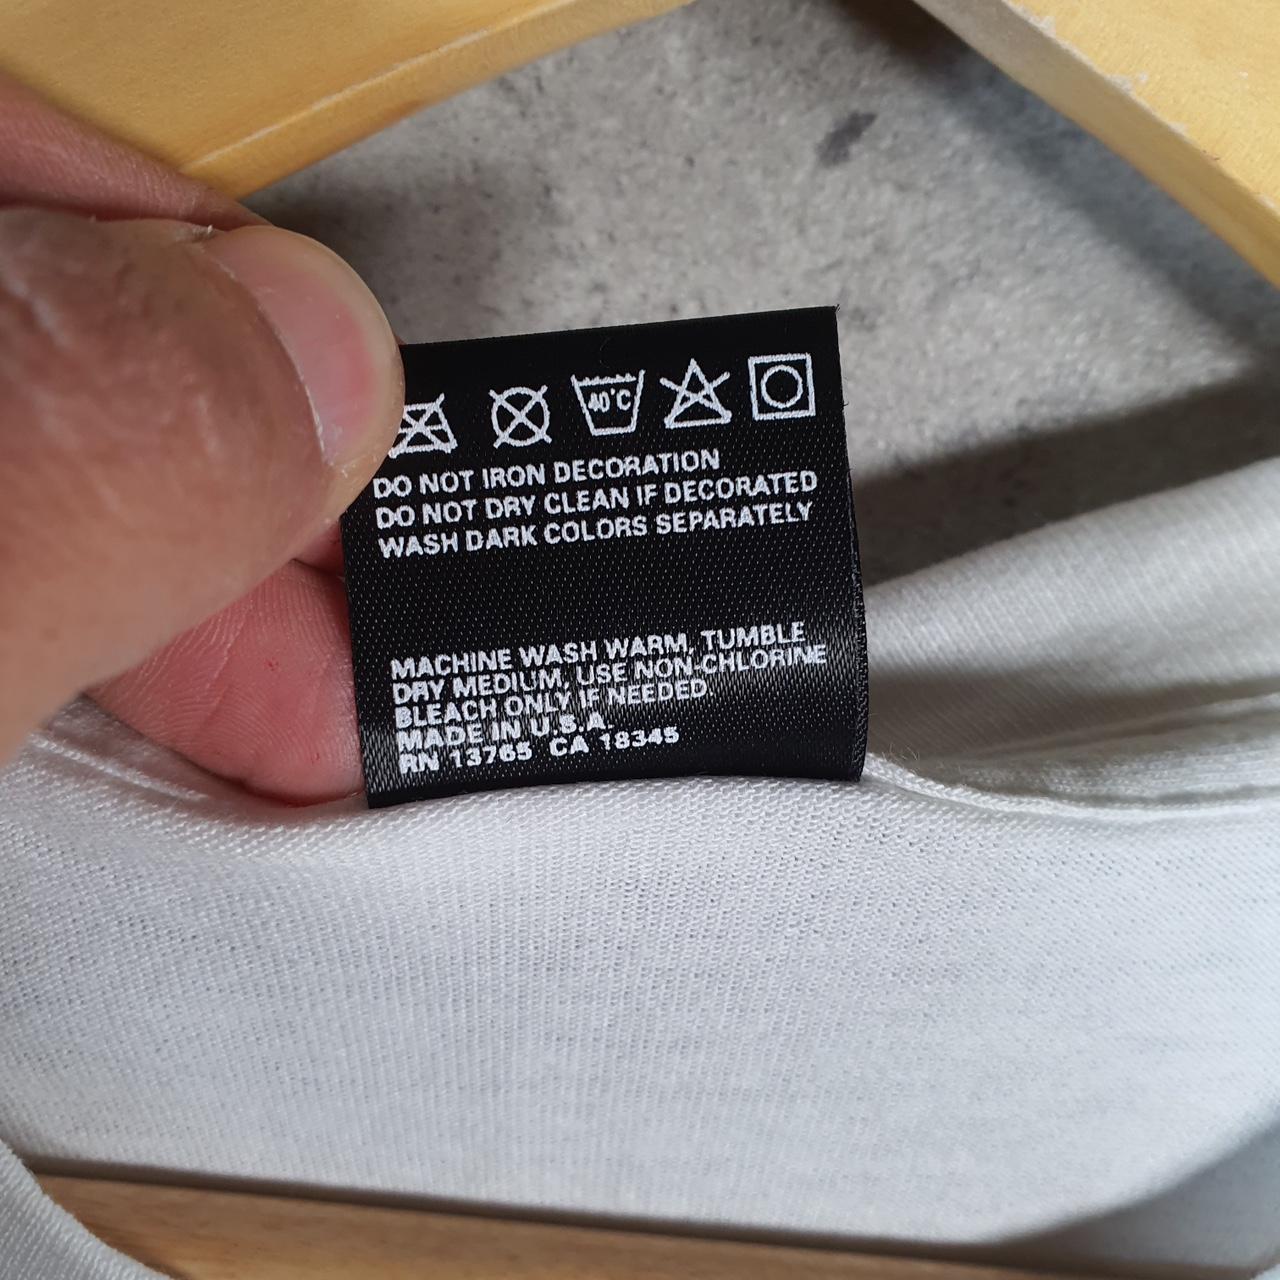 40°C
DO NOT IRON DECORATION
DO NOT DRY CLEAN IF DECORATED
WASH DARK COLORS SEPARATELY
MACHINE WASH WARM, TUMBLE
DRY MEDIUM, USE NON-CHLORINE
BLEACH ONLY IF NEEDED
MADE IN U.S.A.
RN 13765 CA 18345